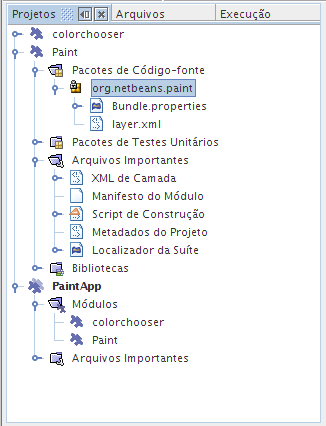 Projetos Arquivos Execução
colorchooser
Paint
Pacotes de Código-fonte
org.netbeans.paint
Bundle.properties
layer.xml
Pacotes de Testes Unitários
Arquivos Importantes
XML de Camada
Manifesto do Módulo
Script de Construção
Metadados do Projeto
Localizador da Suíte
Bibliotecas
PaintApp
Módulos
colorchooser
Paint
Arquivos Importantes